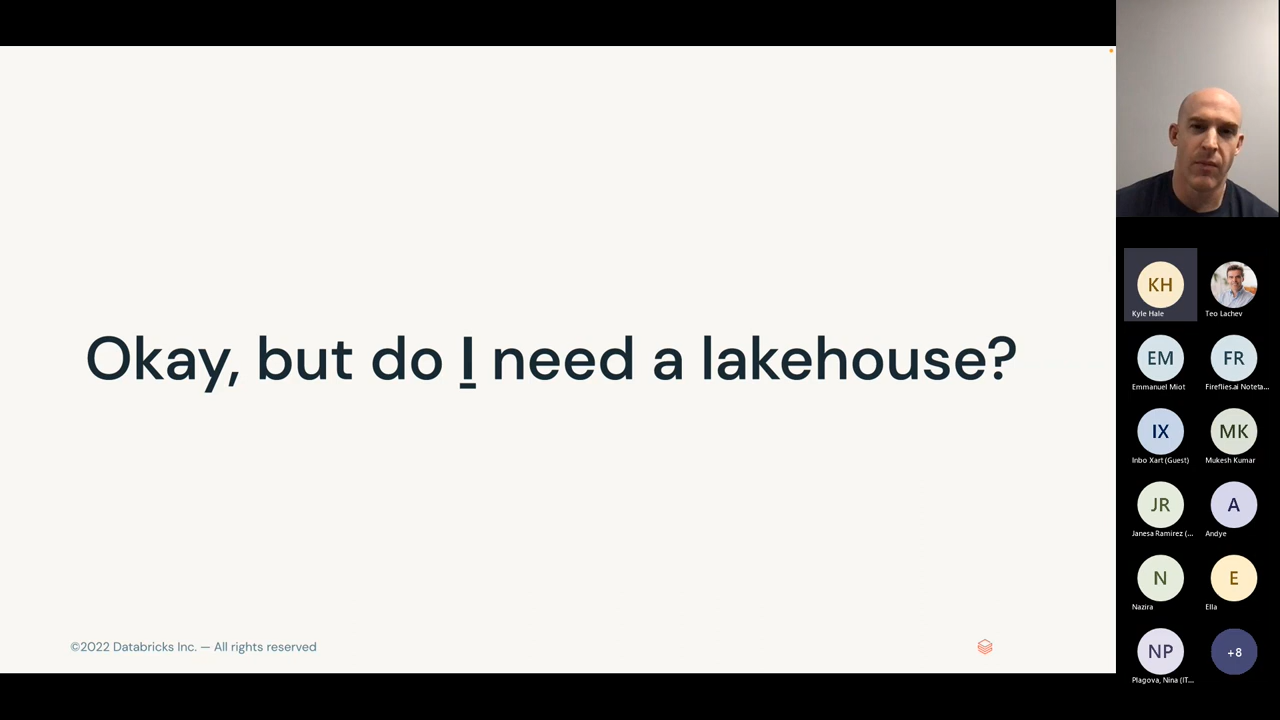 Okay, but do I need a lakehouse?
©2022 Databricks Inc. — All rights reserved
KH
Kyle Hale
Teo Lachev
EM
FR
Emmanuel Miot
Fireflies.ai Noteta...
IX
MK
Inbo Xart (Guest)
Mukesh Kumar
JR
A
Janesa Ramirez (...
Andye
N
E
Nazira
Ella
NP
+8
Plagova, Nina (IT...